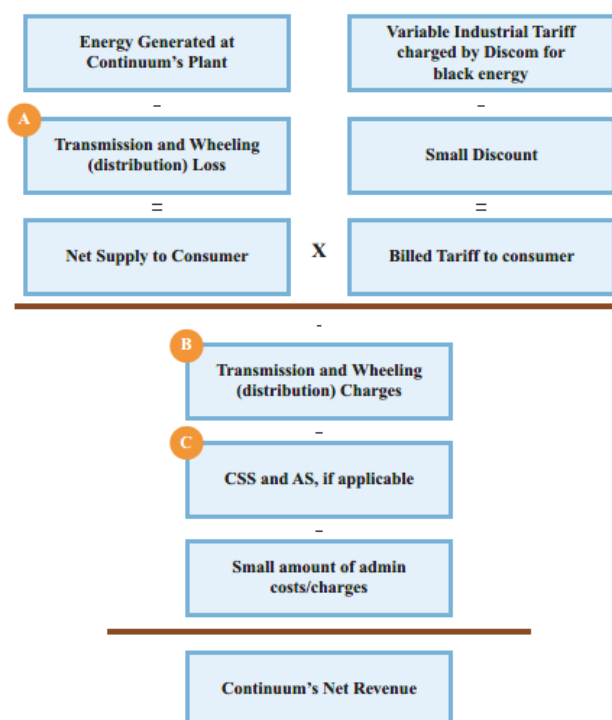 Energy Generated at
Continuum's Plant
Variable Industrial Tariff
charged by Discom for
black energy
-
-
A
Transmission and Wheeling
(distribution) Loss
Small Discount
=
=
Net Supply to Consumer
X
Billed Tariff to consumer
-
B
Transmission and Wheeling
(distribution) Charges
-
C
CSS and AS, if applicable
-
Small amount of admin
costs/charges
Continuum's Net Revenue